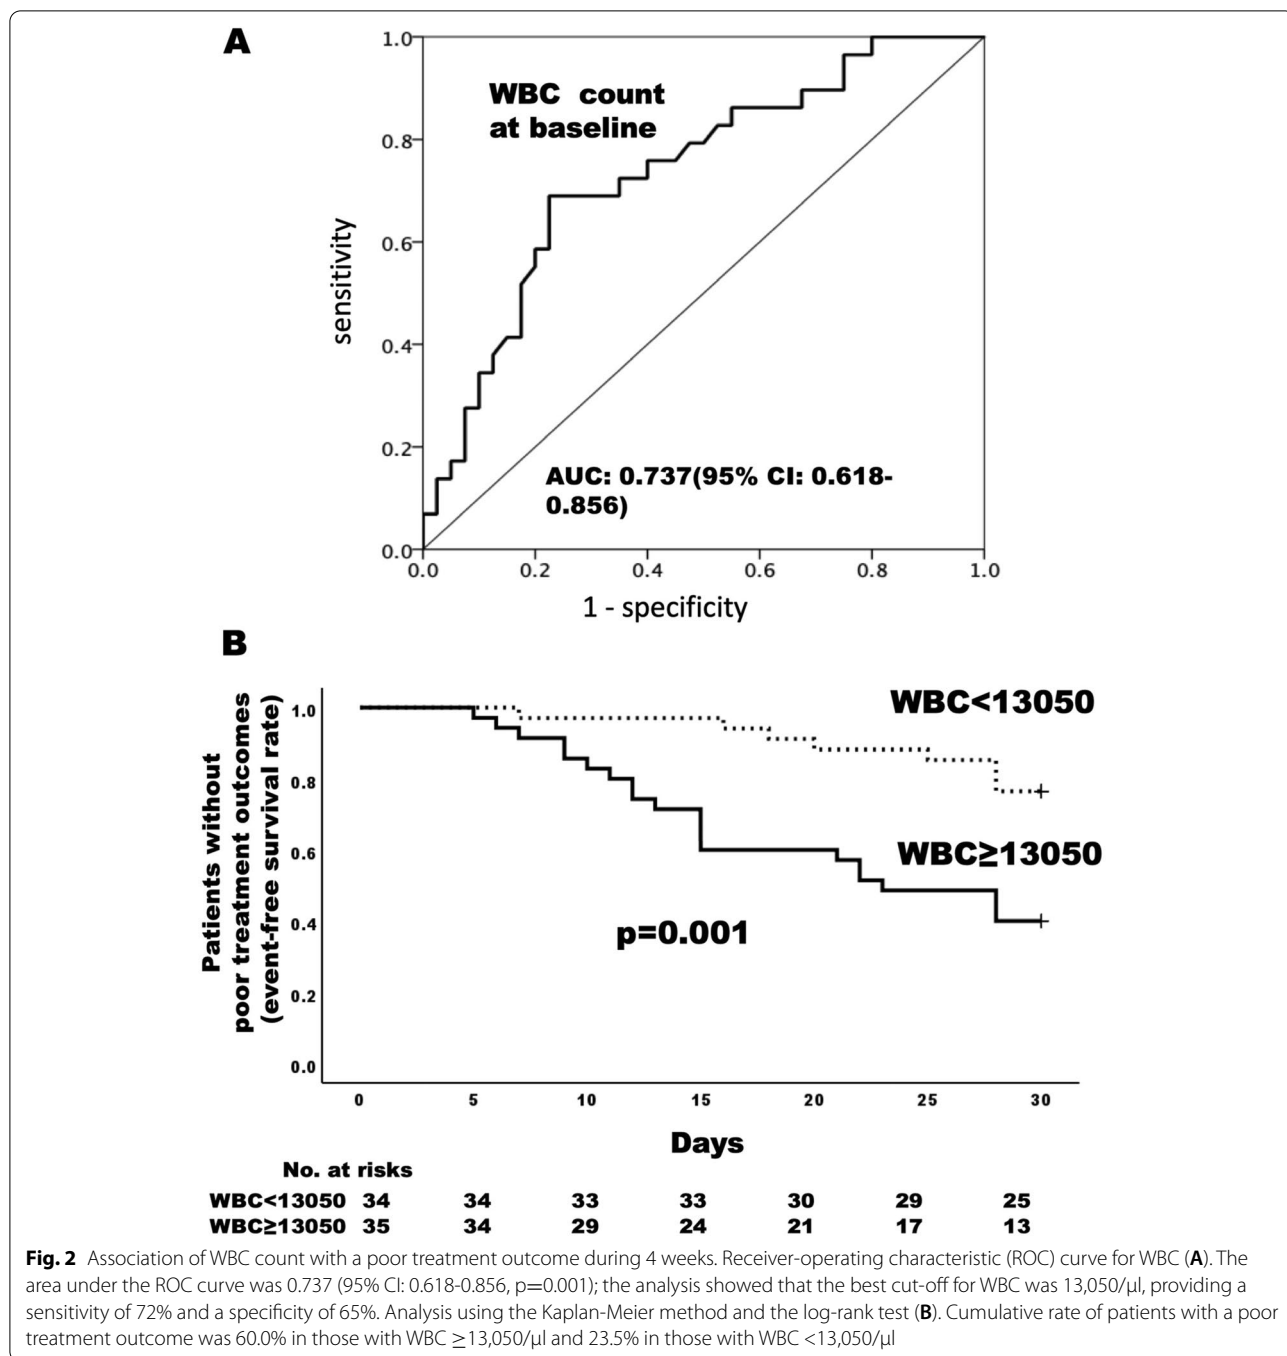 A
WBC count
at baseline
1.0
0.8
0.6
0.4
0.2
0.0
sensitivity
AUC: 0.737(95% CI: 0.618-
0.856)
0.0 0.2 0.4 0.6 0.8 1.0
1 - specificity
B
Patients without
poor treatment outcomes
(event-free survival rate)
1.0
0.8
0.6
0.4
0.2
0.0
WBC<13050
WBC≥13050
p=0.001
0 5 10 15 20 25 30
Days
No. at risks
WBC<13050 34 34 33 33 30 29 25
WBC≥13050 35 34 29 24 21 17 13
Fig. 2 Association of WBC count with a poor treatment outcome during 4 weeks. Receiver-operating characteristic (ROC) curve for WBC (A). The
area under the ROC curve was 0.737 (95% CI: 0.618-0.856, p=0.001); the analysis showed that the best cut-off for WBC was 13,050/μl, providing a
sensitivity of 72% and a specificity of 65%. Analysis using the Kaplan-Meier method and the log-rank test (B). Cumulative rate of patients with a poor
treatment outcome was 60.0% in those with WBC ≥13,050/μl and 23.5% in those with WBC <13,050/μl